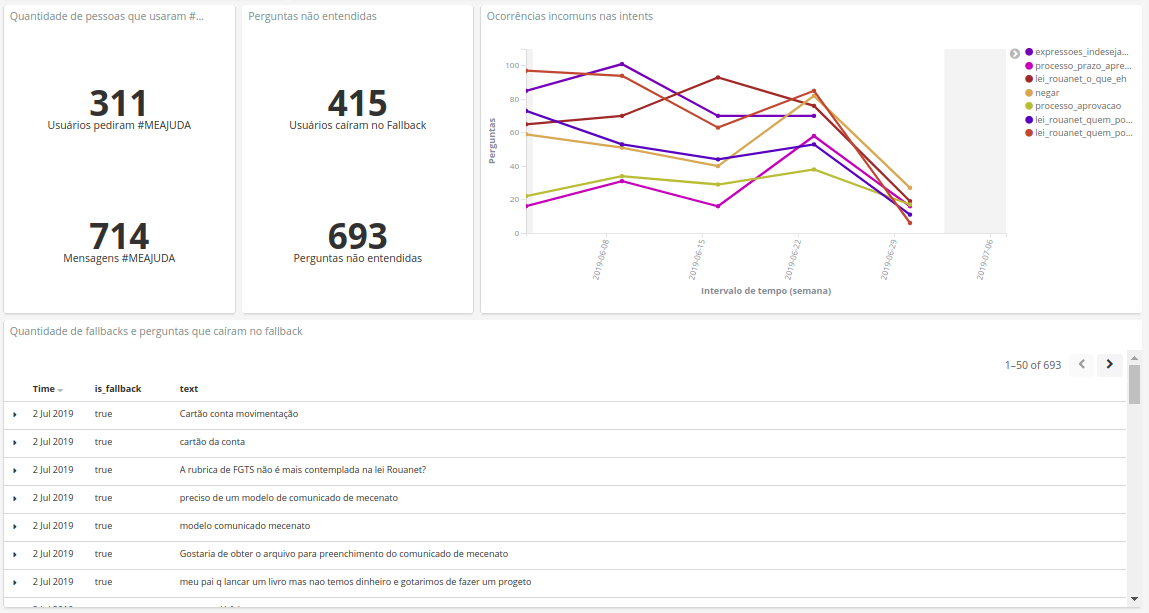 Quantidade de pessoas que usaram #...
311
Usuários pediram #MEAJUDA
714
Mensagens #MEAJUDA
Perguntas não entendidas
415
Usuários caíram no Fallback
693
Perguntas não entendidas
Ocorrências incomuns nas intents
Perguntas
100
80
60
40
20
0
2019-06-08
2019-06-15
2019-06-22
2019-06-29
2019-07-06
Intervalo de tempo (semana)
expressoes_indeseja...
processo_prazo_apre...
lei_rouanet_o_que_eh
negar
processo_aprovacao
lei_rouanet_quem_po...
lei_rouanet_quem_po...
Quantidade de fallbacks e perguntas que caíram no fallback
1–50 of 693
Time is_fallback text
2 Jul 2019 true Cartão conta movimentação
2 Jul 2019 true cartão da conta
2 Jul 2019 true A rubrica de FGTS não é mais contemplada na lei Rouanet?
2 Jul 2019 true preciso de um modelo de comunicado de mecenato
2 Jul 2019 true modelo comunicado mecenato
2 Jul 2019 true Gostaria de obter o arquivo para preenchimento do comunicado de mecenato
2 Jul 2019 true meu pai q lancar um livro mas nao temos dinheiro e gotarimos de fazer um progeto